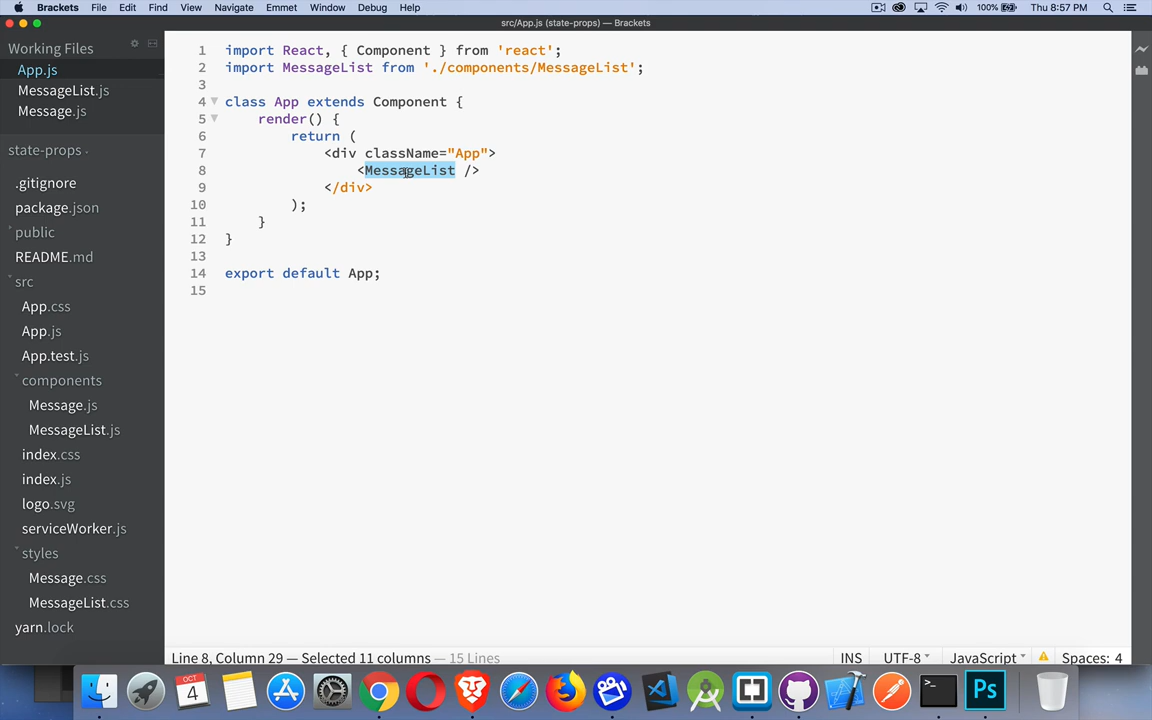 Brackets File Edit Find View Navigate Emmet Window Debug Help 100% Thu 8:57 PM
src/App.js (state-props) — Brackets
Working Files
App.js
MessageList.js
Message.js
state-props
.gitignore
package.json
public
README.md
src
App.css
App.js
App.test.js
components
Message.js
MessageList.js
index.css
index.js
logo.svg
serviceWorker.js
styles
Message.css
MessageList.css
yarn.lock
1 import React, { Component } from 'react';
2 import MessageList from './components/MessageList';
3
4 class App extends Component {
5 render() {
6 return (
7 <div className="App">
8 <MessageList />
9 </div>
10 );
11 }
12 }
13
14 export default App;
15
Line 8, Column 29 — Selected 11 columns — 15 Lines INS UTF-8 JavaScript Spaces: 4
OCT
4
>_
Ps